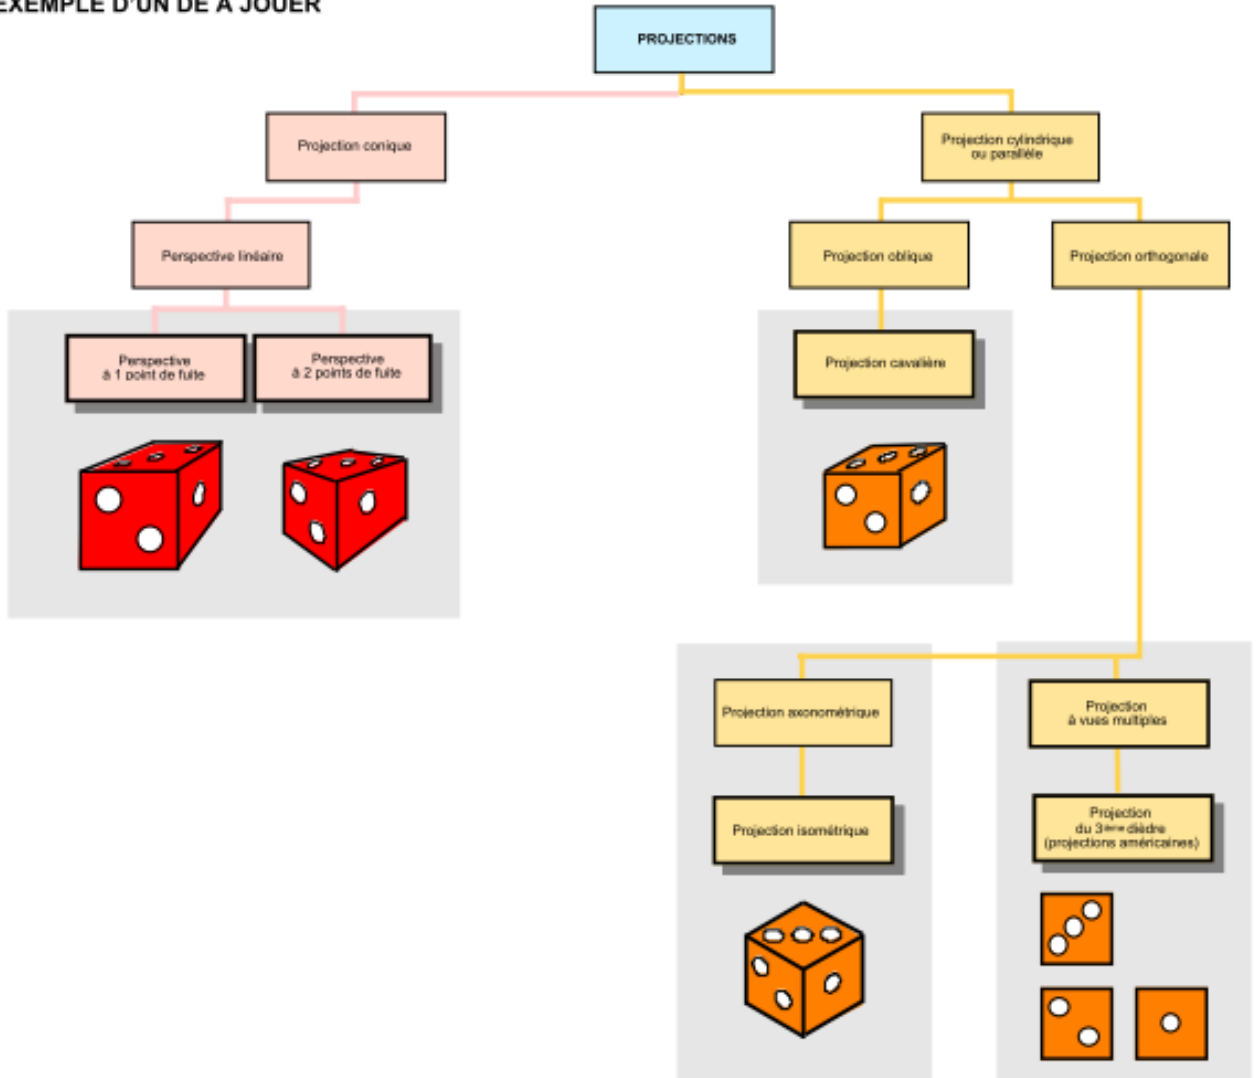 EXEMPLE D'UN DE A JOUER
PROJECTIONS
Projection conique
Projection cylindrique
ou parallèle
Perspective linéaire
Projection oblique
Projection orthogonale
Perspective
à 1 point de fuite
Perspective
à 2 points de fuite
Projection cavalière
Projection axonométrique
Projection
à vues multiples
Projection isométrique
Projection
du 3ème dièdre
(projections américaines)